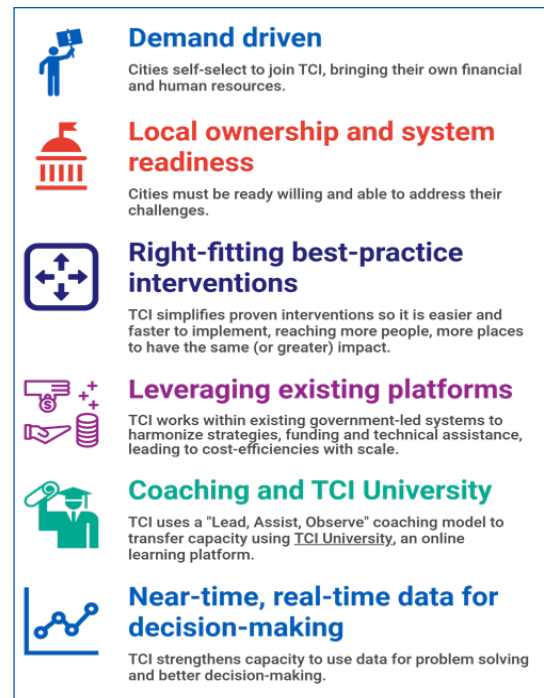 Demand driven
Cities self-select to join TCI, bringing their own financial
and human resources.
Local ownership and system
readiness
Cities must be ready willing and able to address their
challenges.
Right-fitting best-practice
interventions
TCI simplifies proven interventions so it is easier and
faster to implement, reaching more people, more places
to have the same (or greater) impact.
Leveraging existing platforms
TCI works within existing government-led systems to
harmonize strategies, funding and technical assistance,
leading to cost-efficiencies with scale.
Coaching and TCI University
TCI uses a "Lead, Assist, Observe" coaching model to
transfer capacity using TCI University, an online
learning platform.
Near-time, real-time data for
decision-making
TCI strengthens capacity to use data for problem solving
and better decision-making.